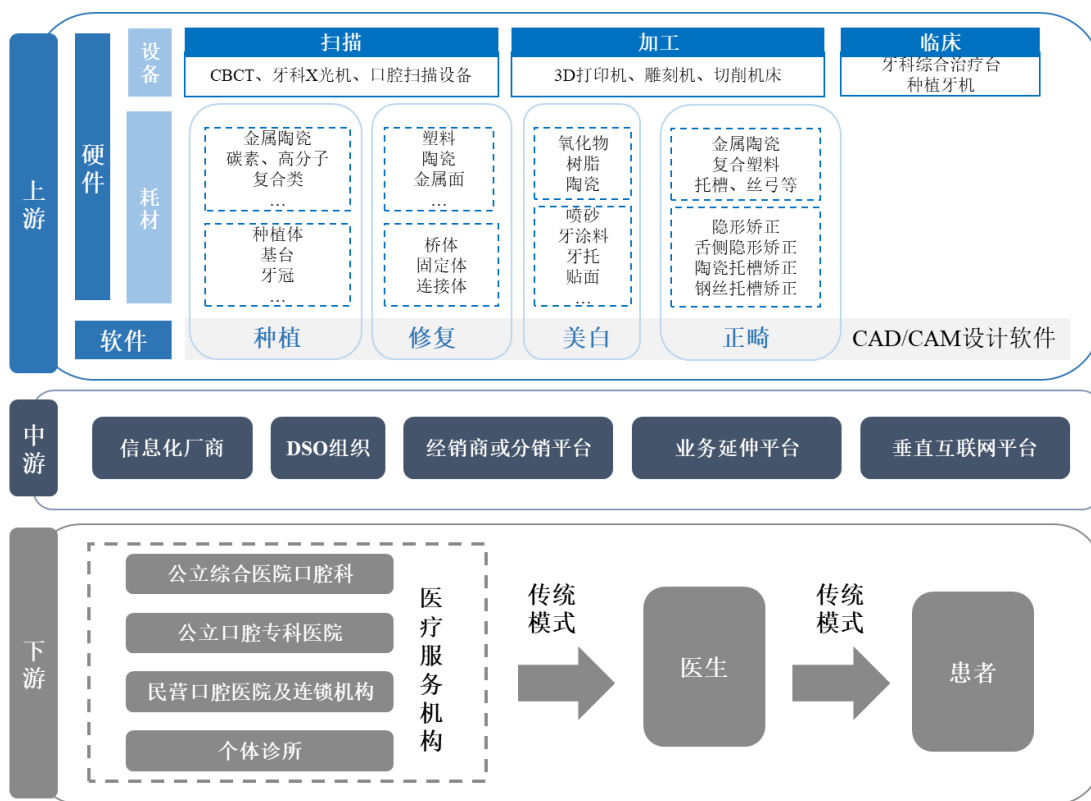 上游
硬件
设备
扫描
CBCT、牙科X光机、口腔扫描设备
加工
3D打印机、雕刻机、切削机床
临床
牙科综合治疗台
种植牙机
耗材
金属陶瓷
碳素、高分子
复合类
…
种植体
基台
牙冠
…
塑料
陶瓷
金属面
…
桥体
固定体
连接体
氧化物
树脂
陶瓷
喷砂
牙涂料
牙托
贴面
…
金属陶瓷
复合塑料
托槽、丝弓等
隐形矫正
舌侧隐形矫正
陶瓷托槽矫正
钢丝托槽矫正
软件
种植
修复
美白
正畸
CAD/CAM设计软件
中游
信息化厂商
DSO组织
经销商或分销平台
业务延伸平台
垂直互联网平台
下游
公立综合医院口腔科
公立口腔专科医院
民营口腔医院及连锁机构
个体诊所
医疗服务机构
传统
模式
医生
传统
模式
患者